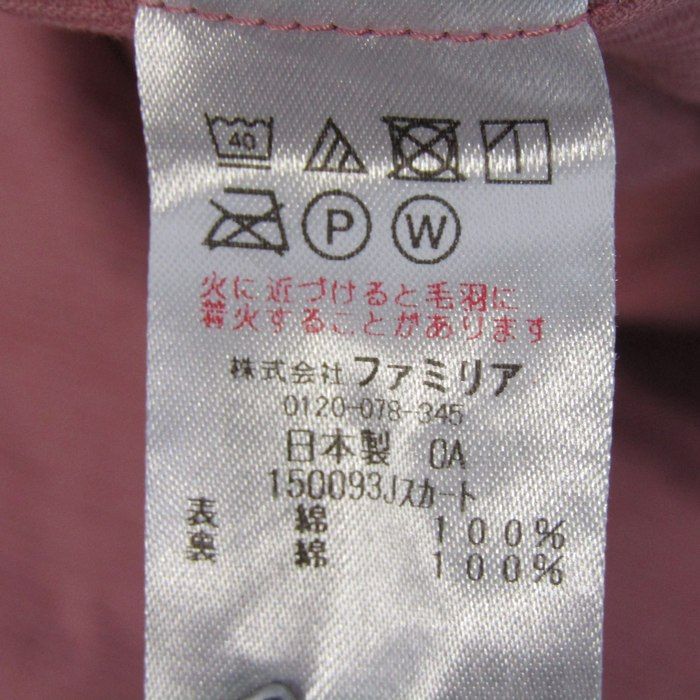 40
P W
火に近づけると毛羽に
着火することがあります
株式会社ファミリア
0120-078-345
日本製 0A
150093Jスカート
表 綿 100%
裏 綿 100%